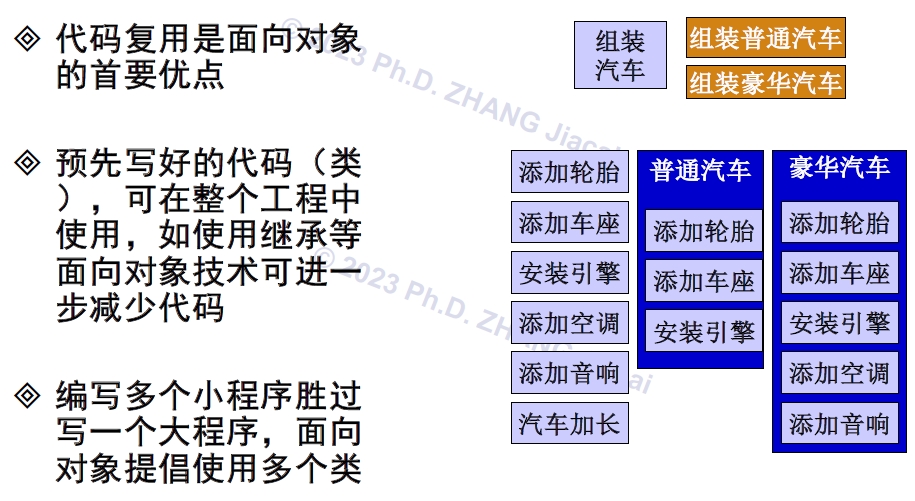 代码复用是面向对象
的首要优点
预先写好的代码（类
），可在整个工程中
使用，如使用继承等
面向对象技术可进一
步减少代码
编写多个小程序胜过
写一个大程序，面向
对象提倡使用多个类
组装
汽车
组装普通汽车
组装豪华汽车
添加轮胎
添加车座
安装引擎
添加空调
添加音响
汽车加长
普通汽车
添加轮胎
添加车座
安装引擎
豪华汽车
添加轮胎
添加车座
安装引擎
添加空调
添加音响
© 2023 Ph.D. ZHANG Jiacai
© 2023 Ph.D. ZHANG